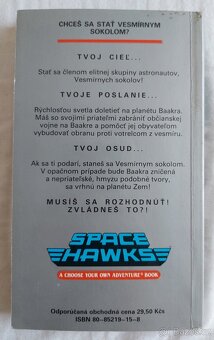 CHCEŠ SA STAŤ VESMÍRNYM
SOKOLOM?
TVOJ CIEĽ...
Stať sa členom elitnej skupiny astronautov,
Vesmírnych sokolov!
TVOJE POSLANIE...
Rýchlosťou svetla doletieť na planétu Baakra.
Máš so svojimi priateľmi zabrániť občianskej
vojne na Baakre a pomôcť jej obyvateľom
vybudovať obranu proti votrelcom z vesmíru.
TVOJ OSUD...
Ak sa ti podarí, staneš sa Vesmírnym sokolom.
V opačnom prípade bude Baakra zničená
a nepriateľské, hmyzu podobné tvory, sa
vrhnú na planétu Zem!
MUSÍŠ SA ROZHODNÚŤ!
ZVLÁDNEŠ TO?!
SPACE
HAWKS
A CHOOSE YOUR OWN ADVENTURE BOOK
Odporúčaná obchodná cena 29,50 Kčs
ISBN 80-85219-15-8